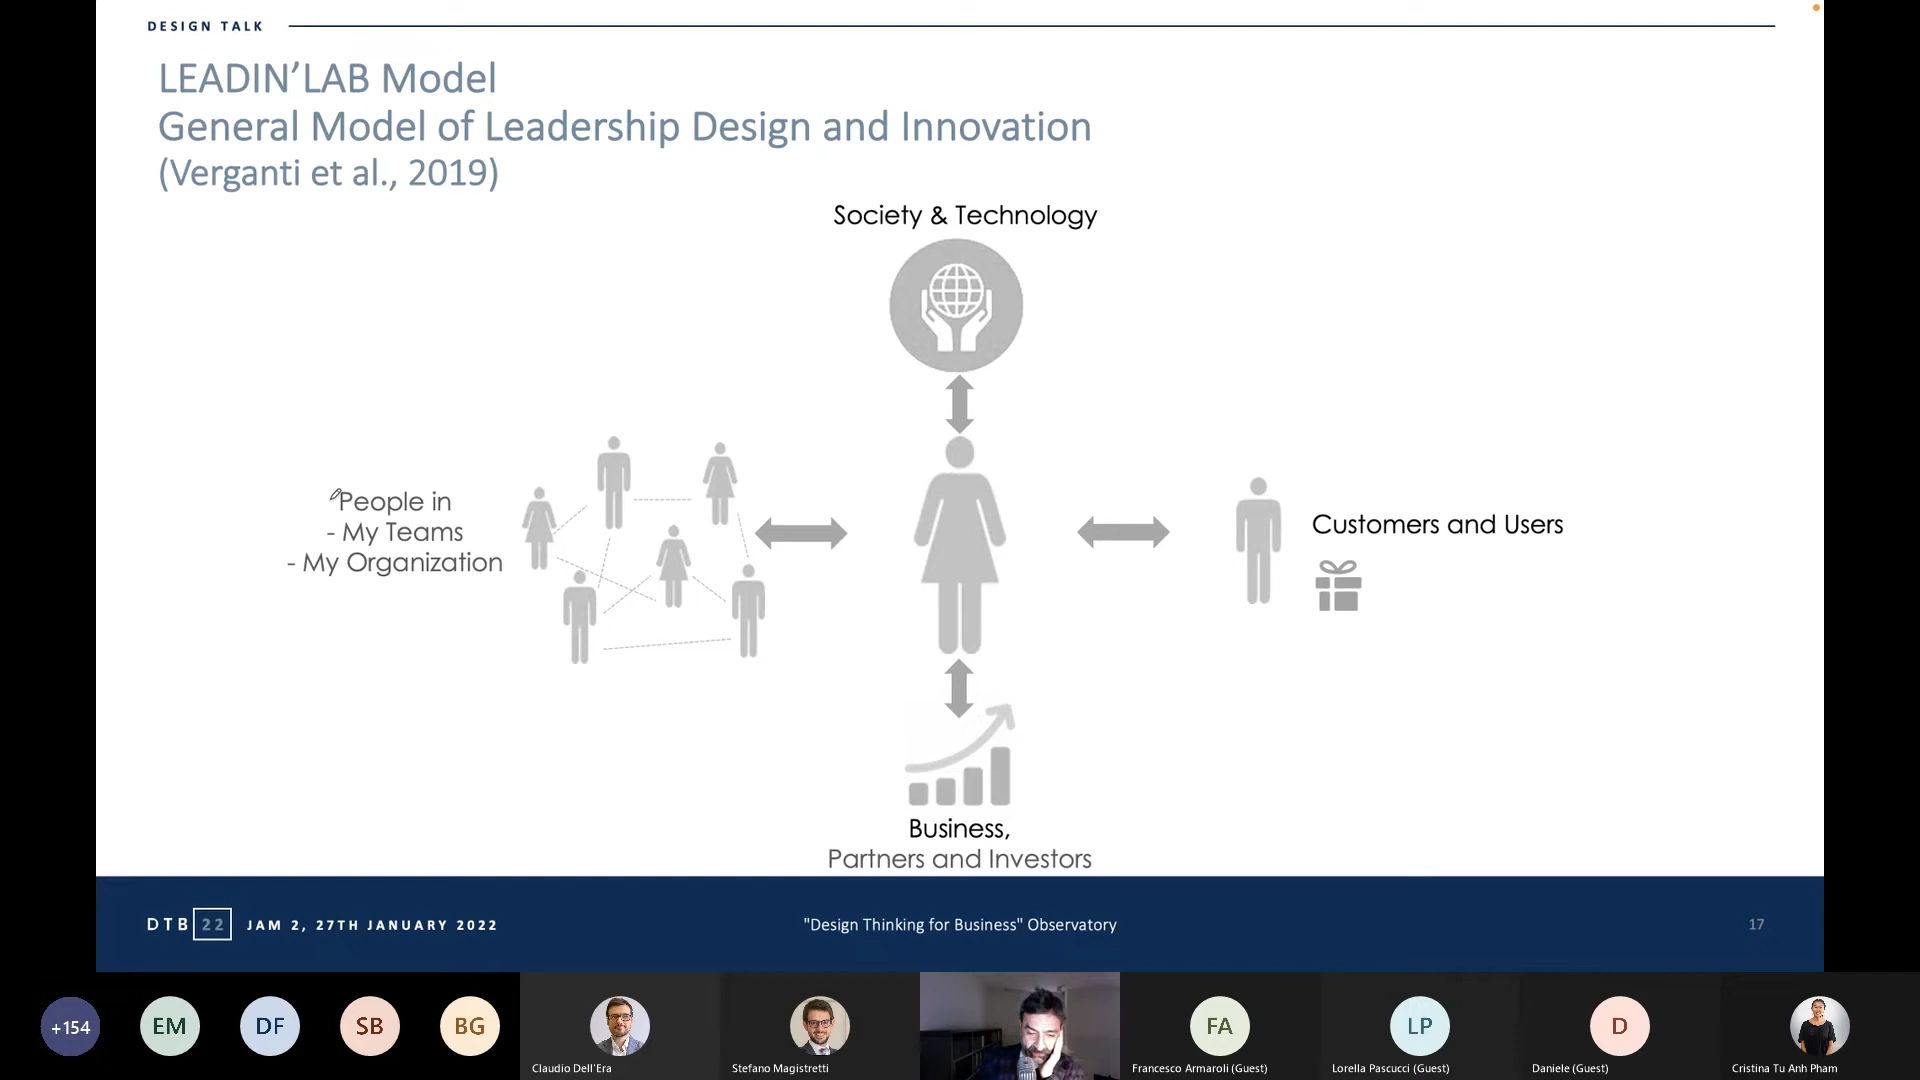 DESIGN TALK
LEADIN’LAB Model
General Model of Leadership Design and Innovation
(Verganti et al., 2019)
Society & Technology
People in
- My Teams
- My Organization
Customers and Users
Business,
Partners and Investors
DTB 22 JAM 2, 27TH JANUARY 2022
"Design Thinking for Business" Observatory
17
+154
EM
DF
SB
BG
Claudio Dell'Era
Stefano Magistretti
FA
Francesco Armaroli (Guest)
LP
Lorella Pascucci (Guest)
D
Daniele (Guest)
Cristina Tu Anh Pham